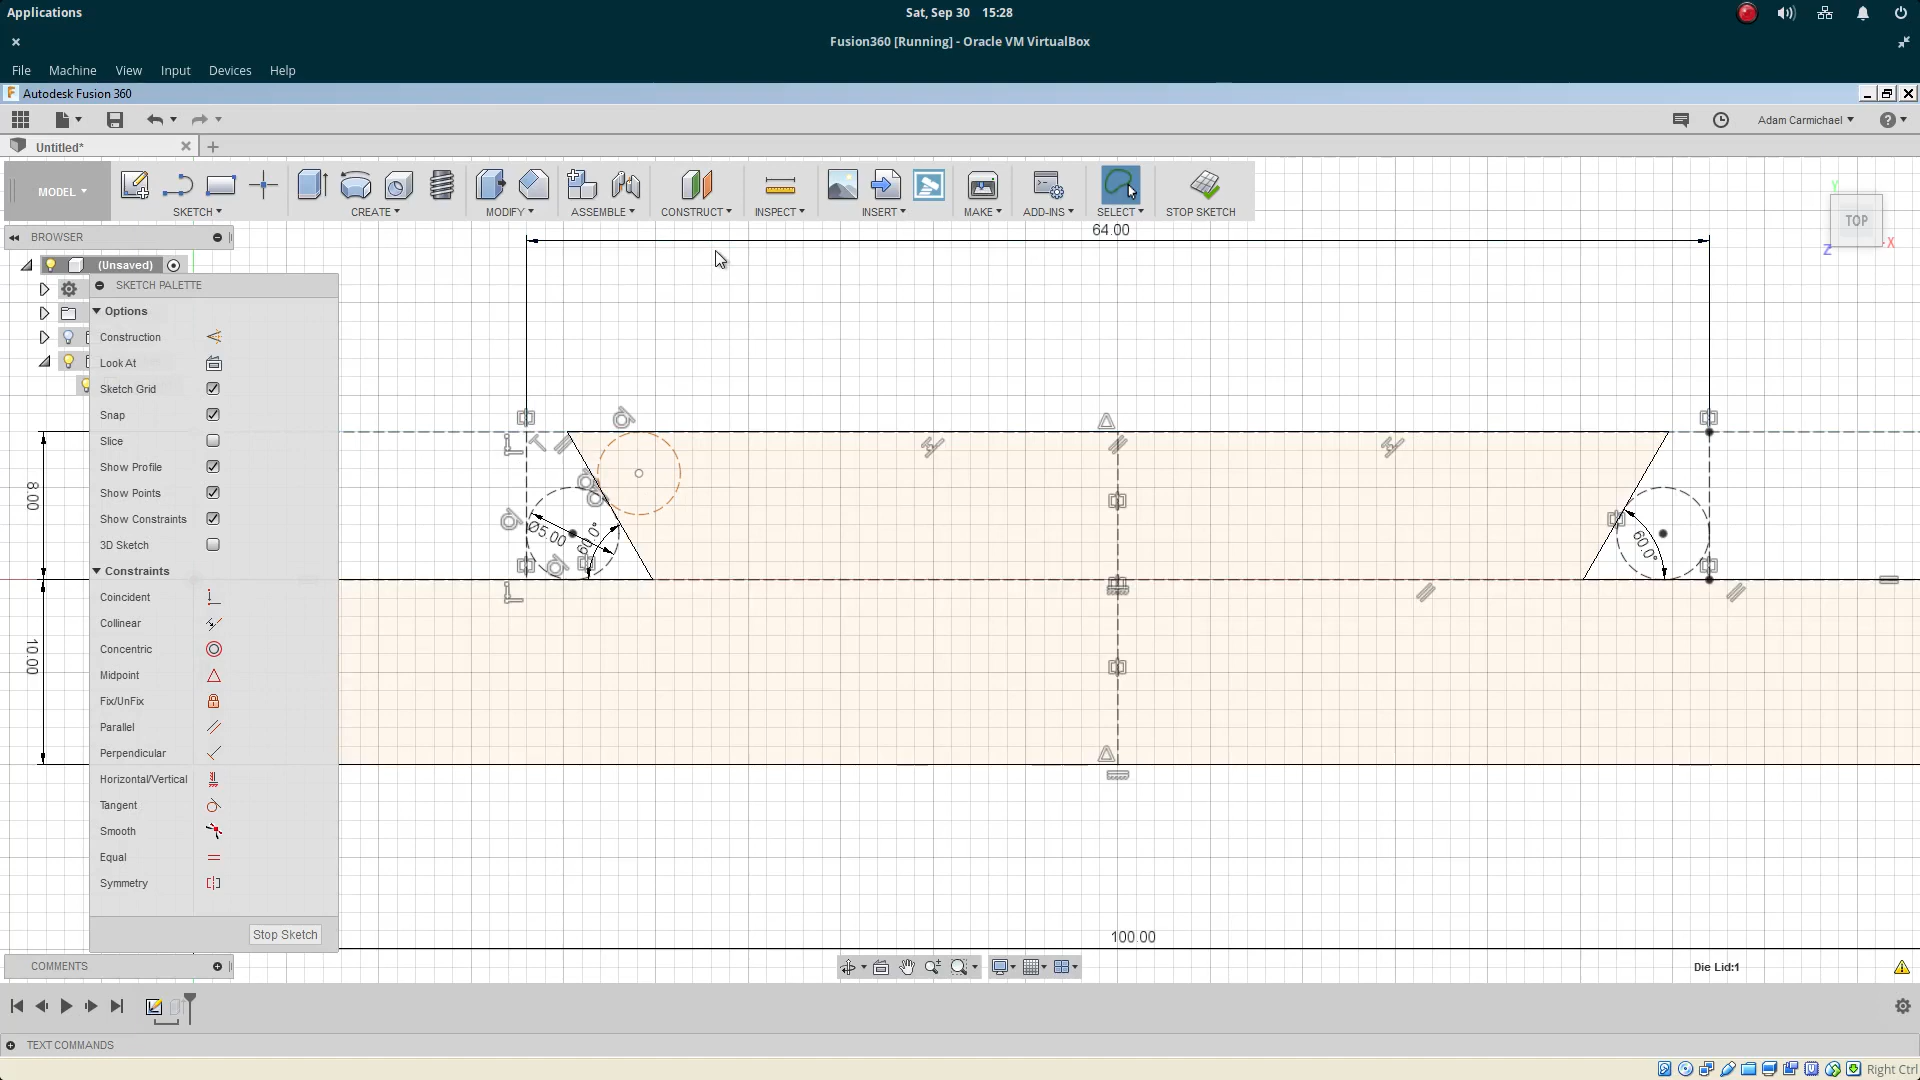 Applications
Sat, Sep 30 15:28
Fusion360 [Running] - Oracle VM VirtualBox
File Machine View Input Devices Help
Autodesk Fusion 360
Adam Carmichael
Untitled*
MODEL
SKETCH
CREATE
MODIFY
ASSEMBLE
CONSTRUCT
INSPECT
INSERT
MAKE
ADD-INS
SELECT
STOP SKETCH
TOP
Y
X
Z
BROWSER
(Unsaved)
64.00
SKETCH PALETTE
Options
Construction
Look At
Sketch Grid
Snap
Slice
Show Profile
Show Points
Show Constraints
3D Sketch
Constraints
Coincident
Collinear
Concentric
Midpoint
Fix/UnFix
Parallel
Perpendicular
Horizontal/Vertical
Tangent
Smooth
Equal
Symmetry
Stop Sketch
8.00
10.00
Ø5.00
60.0°
60.0°
100.00
COMMENTS
Die Lid:1
TEXT COMMANDS
Right Ctrl